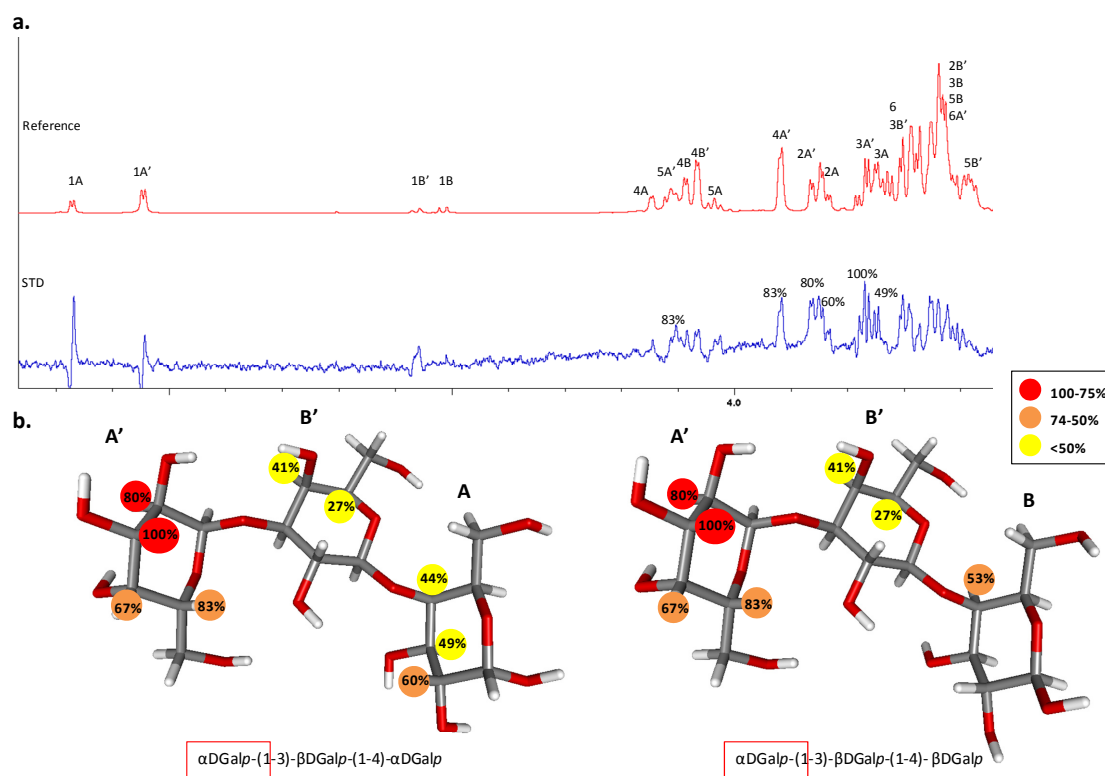 a.
Reference
1A
1A’
1B’
1B
4A
5A’
4B
4B’
5A
4A’
2A’
2A
3A’
3A
6
3B’
2B’
3B
5B
6A’
5B’
STD
83%
83%
80%
60%
100%
49%
4.0
100-75%
74-50%
<50%
b.
A’
B’
A
80%
100%
67%
83%
41%
27%
44%
49%
60%
αDGalp-(1-3)-βDGalp-(1-4)-αDGalp
A’
B’
B
80%
100%
67%
83%
41%
27%
53%
αDGalp-(1-3)-βDGalp-(1-4)- βDGalp